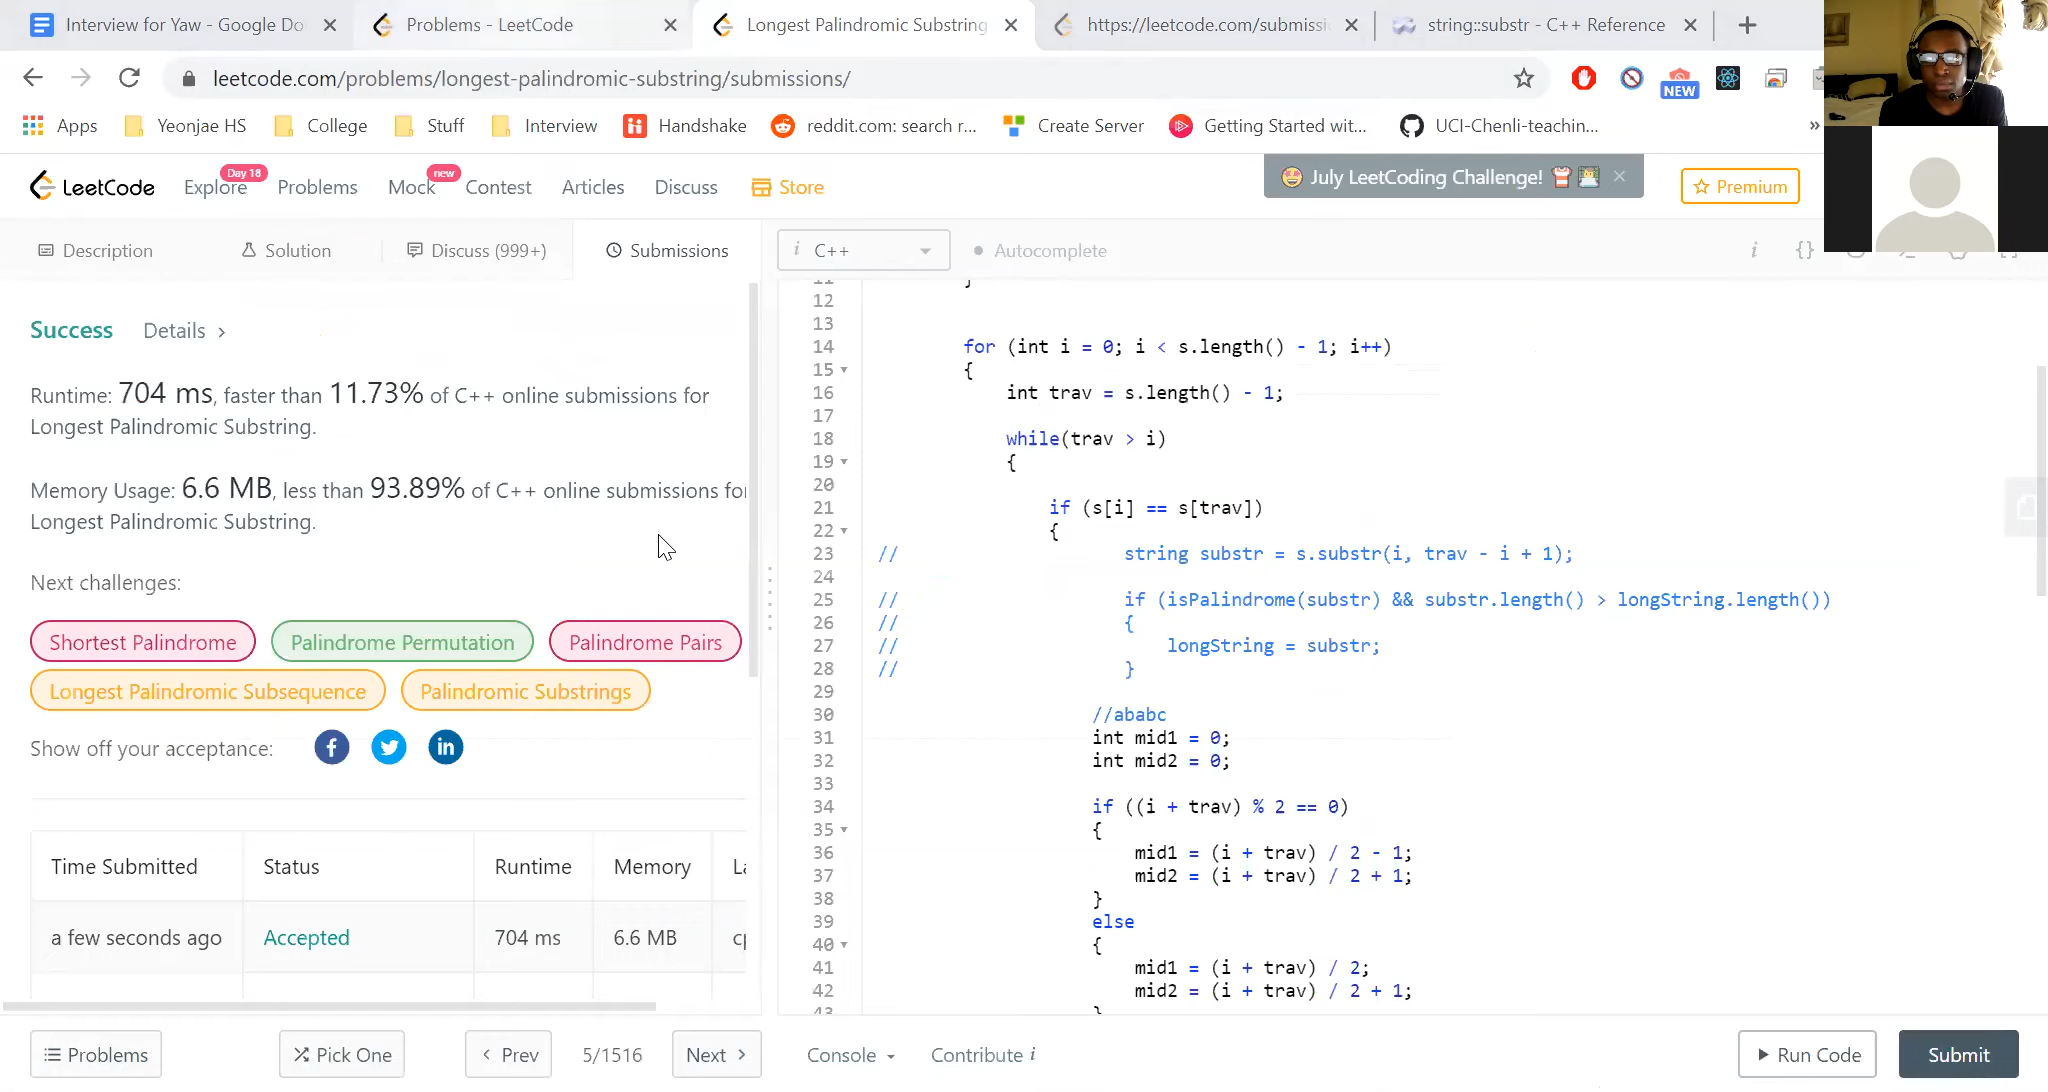 Interview for Yaw - Google Do
Problems - LeetCode
Longest Palindromic Substring
https://leetcode.com/submissi
string::substr - C++ Reference
leetcode.com/problems/longest-palindromic-substring/submissions/
NEW
Apps
Yeonjae HS
College
Stuff
Interview
Handshake
reddit.com: search r...
Create Server
Getting Started wit...
UCI-Chenli-teachin...
»
LeetCode
Explore
Day 18
Problems
Mock
new
Contest
Articles
Discuss
Store
July LeetCoding Challenge!
Premium
Description
Solution
Discuss (999+)
Submissions
i C++
Autocomplete
i {}
Success
Details >
Runtime: 704 ms, faster than 11.73% of C++ online submissions for
Longest Palindromic Substring.
Memory Usage: 6.6 MB, less than 93.89% of C++ online submissions for
Longest Palindromic Substring.
Next challenges:
Shortest Palindrome
Palindrome Permutation
Palindrome Pairs
Longest Palindromic Subsequence
Palindromic Substrings
Show off your acceptance:
Time Submitted Status Runtime Memory La
a few seconds ago Accepted 704 ms 6.6 MB cp
11 }
12
13
14 for (int i = 0; i < s.length() - 1; i++)
15 {
16 int trav = s.length() - 1;
17
18 while(trav > i)
19 {
20
21 if (s[i] == s[trav])
22 {
23 // string substr = s.substr(i, trav - i + 1);
24
25 // if (isPalindrome(substr) && substr.length() > longString.length())
26 // {
27 // longString = substr;
28 // }
29
30 //ababc
31 int mid1 = 0;
32 int mid2 = 0;
33
34 if ((i + trav) % 2 == 0)
35 {
36 mid1 = (i + trav) / 2 - 1;
37 mid2 = (i + trav) / 2 + 1;
38 }
39 else
40 {
41 mid1 = (i + trav) / 2;
42 mid2 = (i + trav) / 2 + 1;
43 }
Problems
Pick One
< Prev
5/1516
Next >
Console
Contribute i
Run Code
Submit